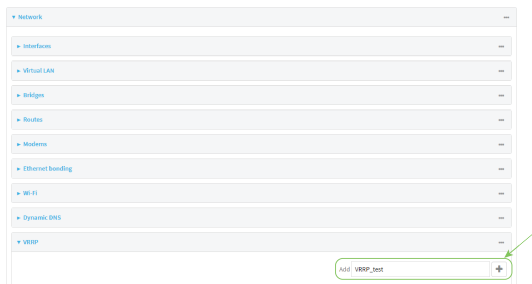 Network
Interfaces
Virtual LAN
Bridges
Routes
Modems
Ethernet bonding
Wi-Fi
Dynamic DNS
VRRP
Add VRRP_test